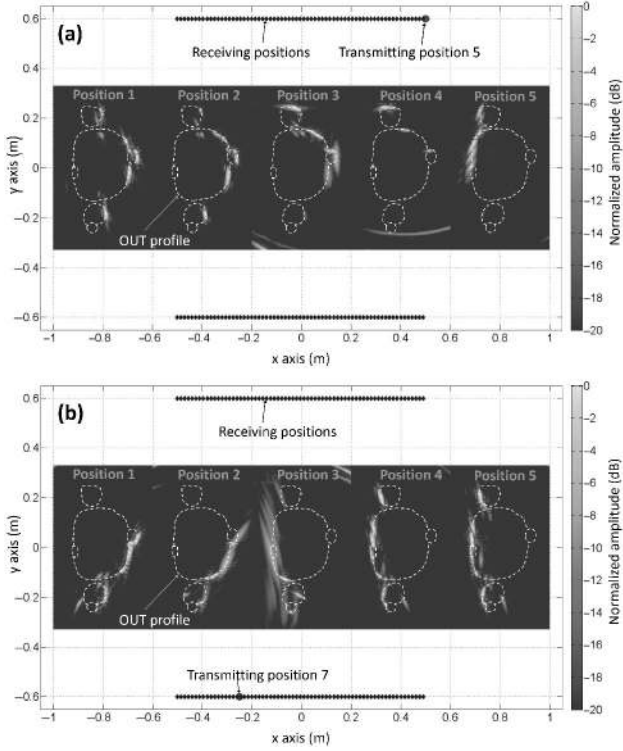 (a)
Receiving positions
Transmitting position 5
Position 1 Position 2 Position 3 Position 4 Position 5
OUT profile
0.6
0.4
0.2
0
−0.2
−0.4
−0.6
y axis (m)
−1 −0.8 −0.6 −0.4 −0.2 0 0.2 0.4 0.6 0.8 1
x axis (m)
0
−2
−4
−6
−8
−10
−12
−14
−16
−18
−20
Normalized amplitude (dB)
(b)
Receiving positions
Position 1 Position 2 Position 3 Position 4 Position 5
OUT profile
Transmitting position 7
0.6
0.4
0.2
0
−0.2
−0.4
−0.6
y axis (m)
−1 −0.8 −0.6 −0.4 −0.2 0 0.2 0.4 0.6 0.8 1
x axis (m)
0
−2
−4
−6
−8
−10
−12
−14
−16
−18
−20
Normalized amplitude (dB)